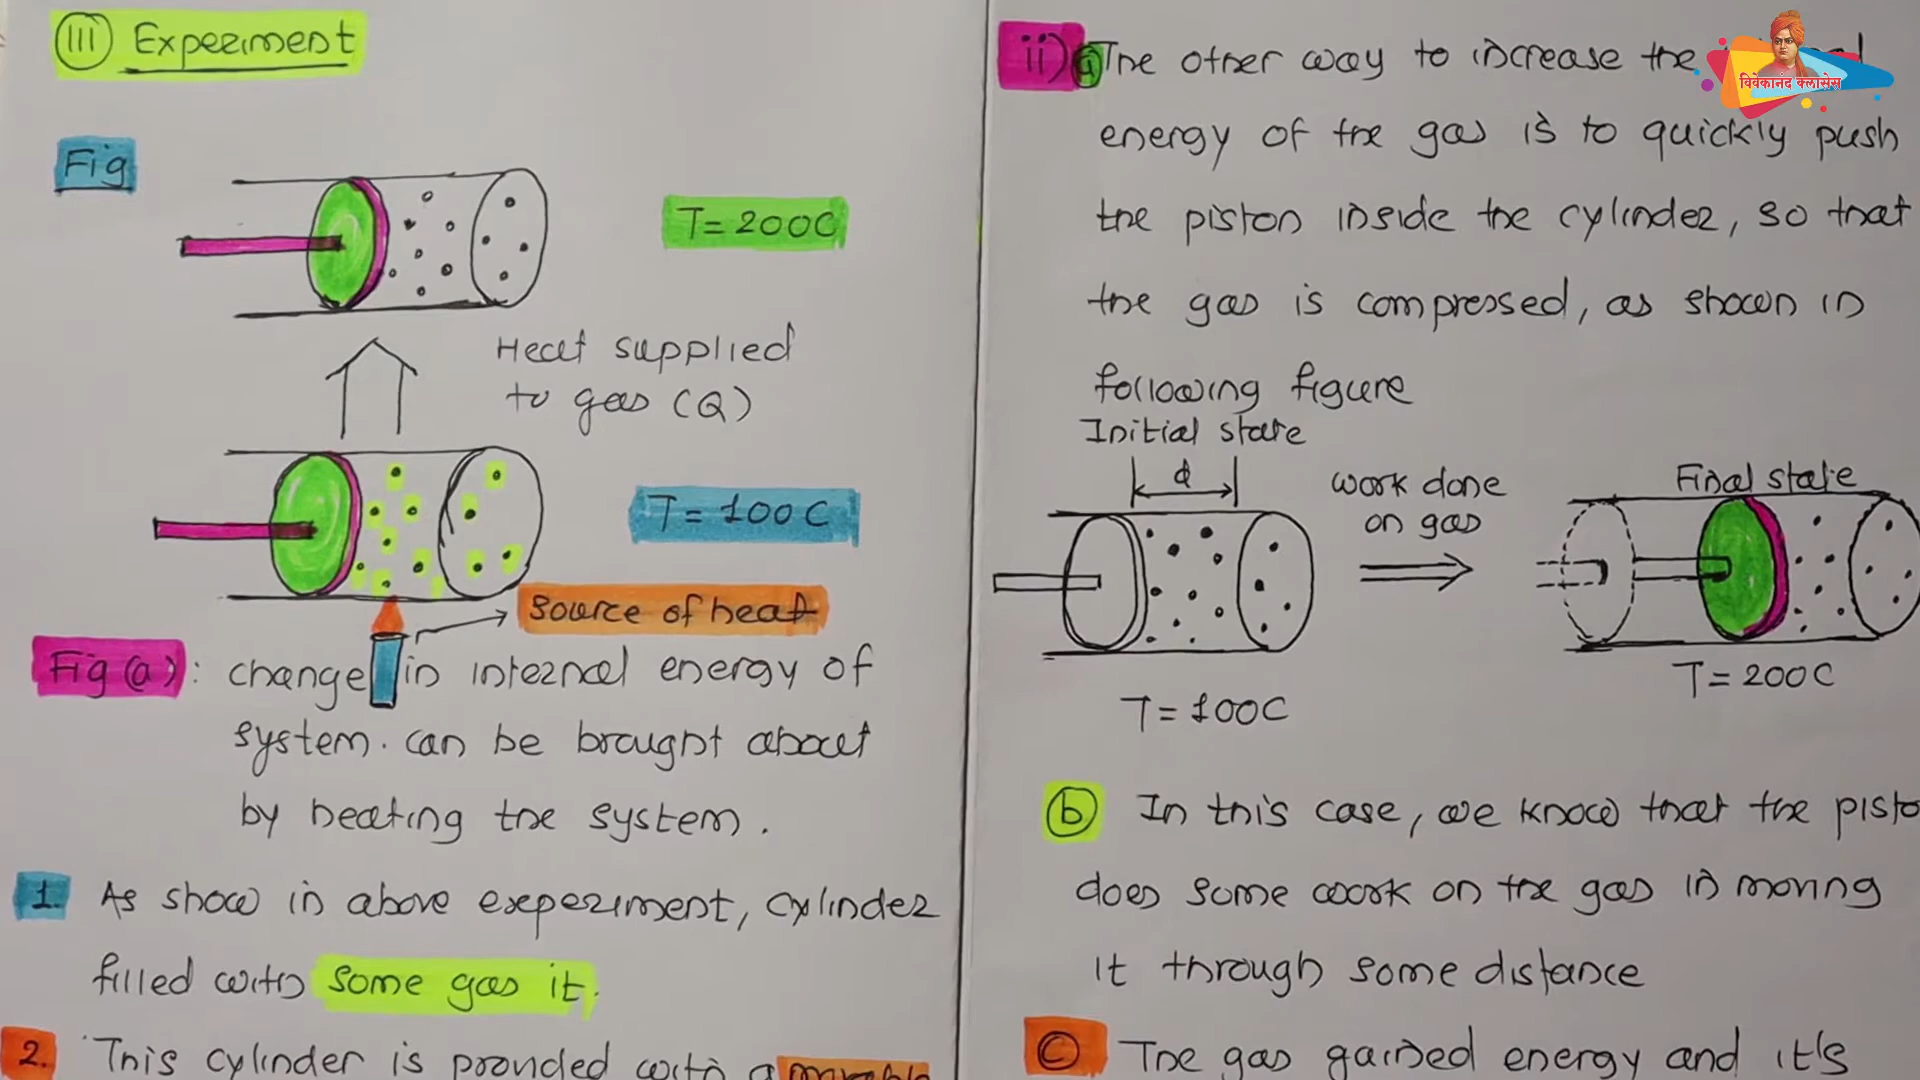 III Experiment
Fig
T = 200C
Heat supplied
to gas (Q)
T = 100C
source of heat
Fig (a) : change in internal energy of
system. can be brought about
by heating the system.
1. As show in above experiment, cylinder
filled with some gas it.
2. This cylinder is provided with a
ii) a The other way to increase the
energy of the gas is to quickly push
the piston inside the cylinder, so that
the gas is compressed, as shown in
following figure
Initial state
d
work done
on gas
Final state
T = 100C
T = 200C
b In this case, we know that the pisto
does some work on the gas in moving
it through some distance
c The gas gained energy and it's
विवेकानंद क्लासेस